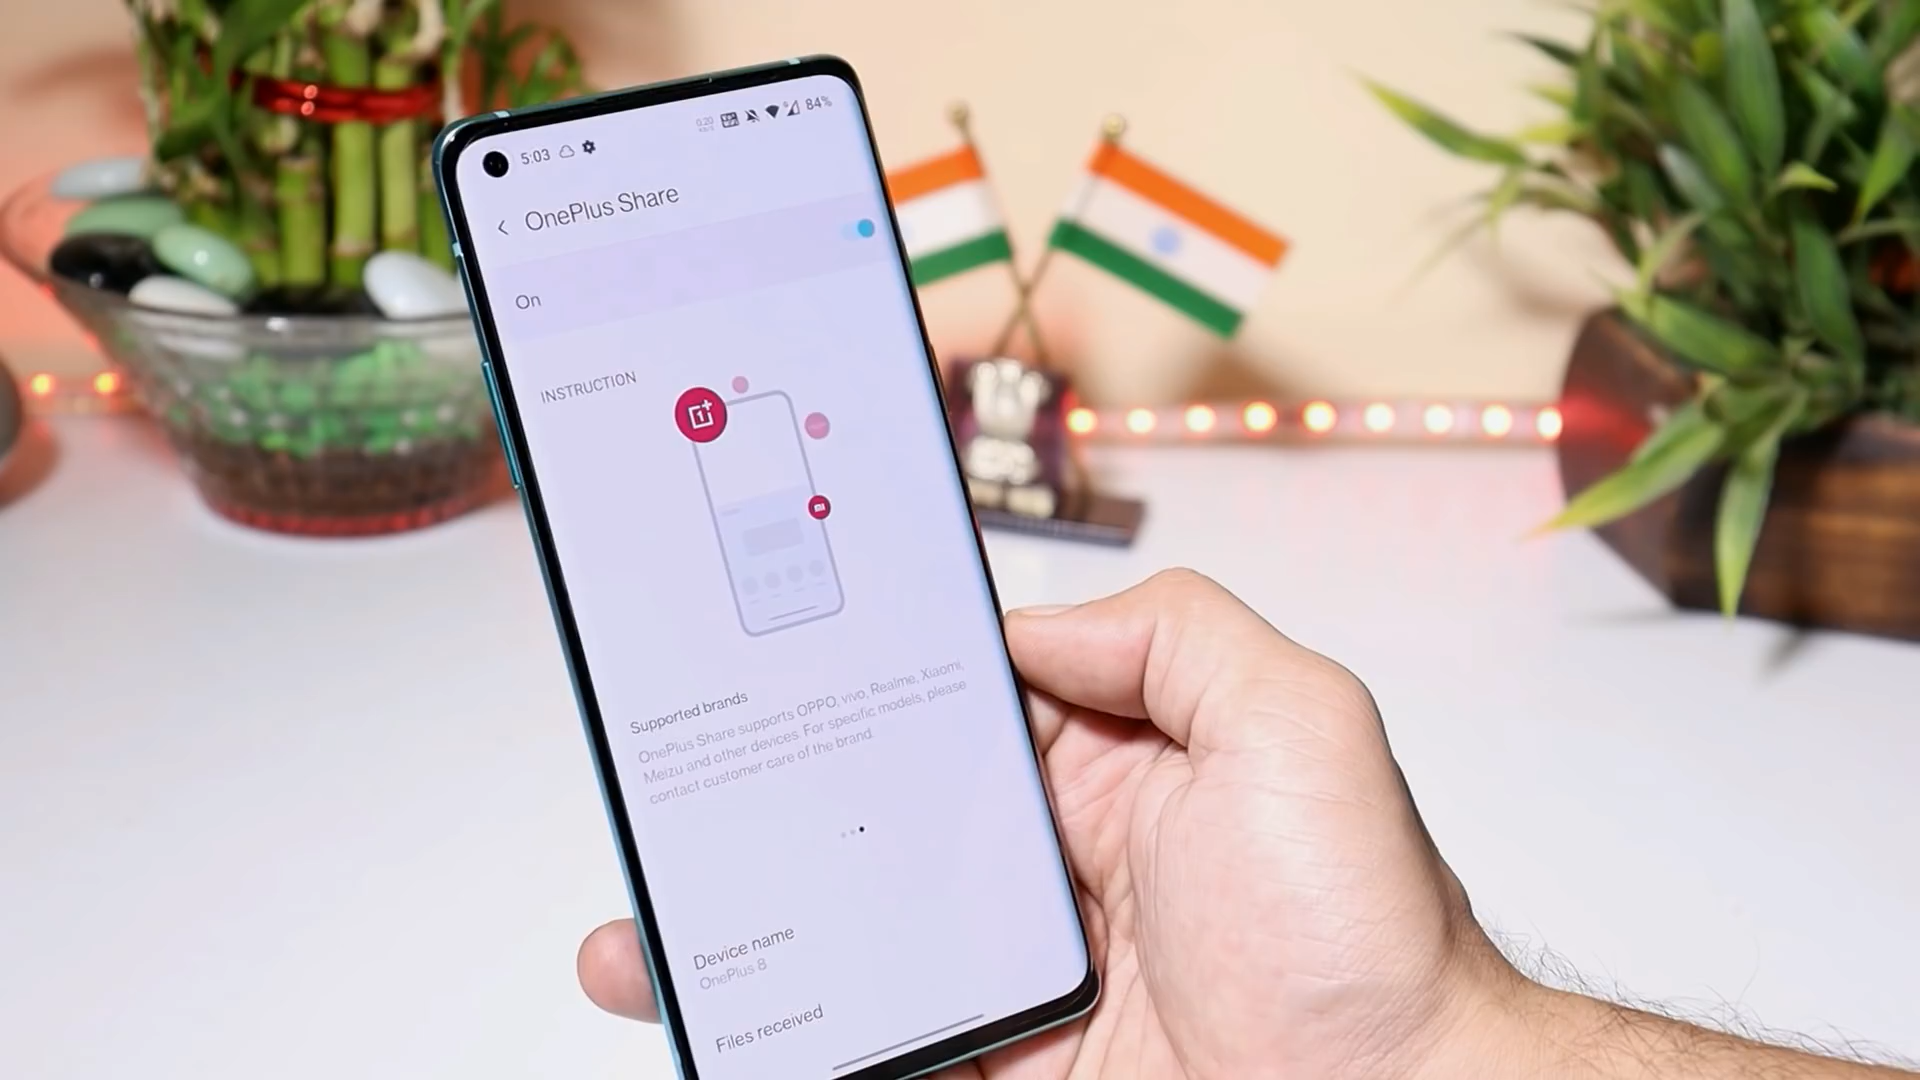 5:03
84%
OnePlus Share
On
INSTRUCTION
Supported brands
OnePlus Share supports OPPO, vivo, Realme, Xiaomi,
Meizu and other devices. For specific models, please
contact customer care of the brand.
Device name
OnePlus 8
Files received